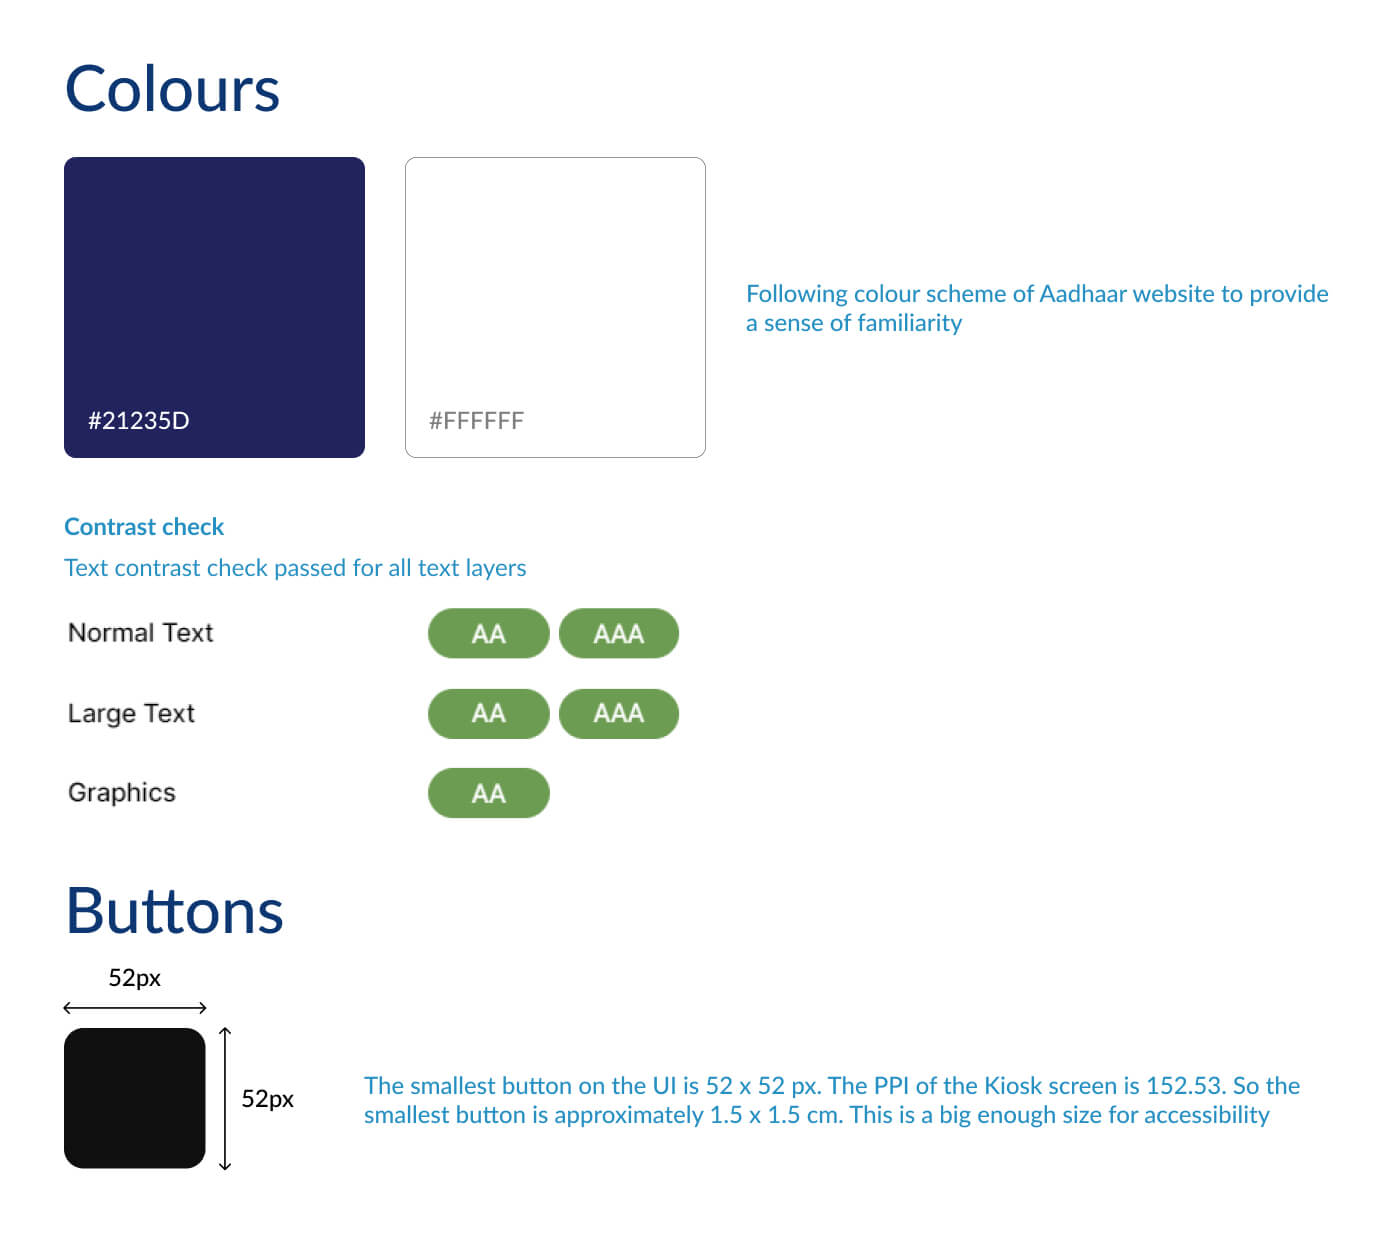 Colours
#21235D
#FFFFFF
Following colour scheme of Aadhaar website to provide
a sense of familiarity
Contrast check
Text contrast check passed for all text layers
Normal Text
AA
AAA
Large Text
AA
AAA
Graphics
AA
Buttons
52px
52px
The smallest button on the UI is 52 x 52 px. The PPI of the Kiosk screen is 152.53. So the
smallest button is approximately 1.5 x 1.5 cm. This is a big enough size for accessibility